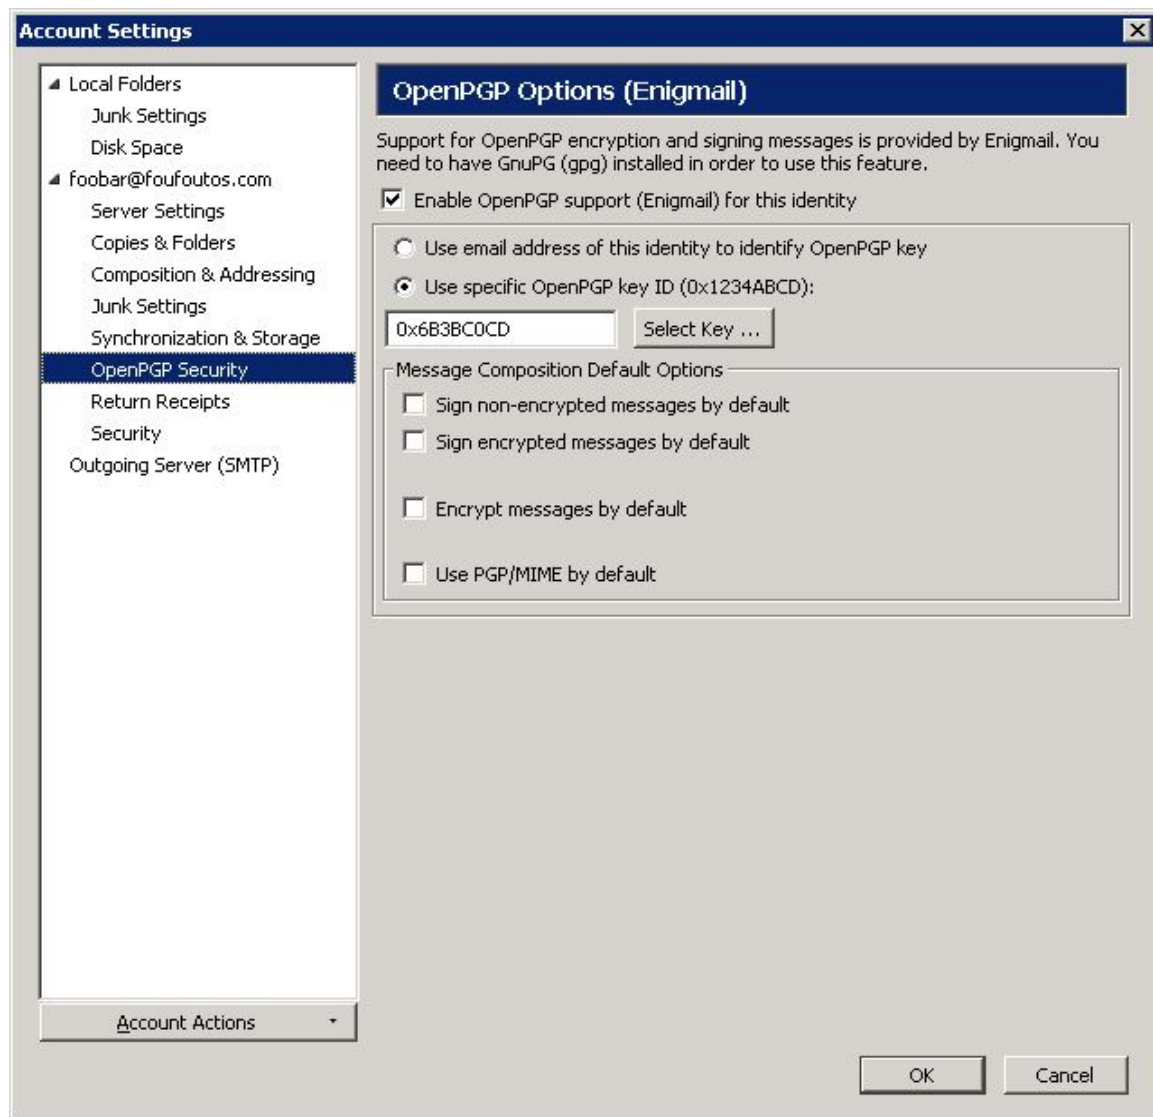 Account Settings
Local Folders
Junk Settings
Disk Space
foobar@foufoutos.com
Server Settings
Copies & Folders
Composition & Addressing
Junk Settings
Synchronization & Storage
OpenPGP Security
Return Receipts
Security
Outgoing Server (SMTP)
Account Actions
OpenPGP Options (Enigmail)
Support for OpenPGP encryption and signing messages is provided by Enigmail. You
need to have GnuPG (gpg) installed in order to use this feature.
Enable OpenPGP support (Enigmail) for this identity
Use email address of this identity to identify OpenPGP key
Use specific OpenPGP key ID (0x1234ABCD):
0x6B3BC0CD
Select Key ...
Message Composition Default Options
Sign non-encrypted messages by default
Sign encrypted messages by default
Encrypt messages by default
Use PGP/MIME by default
OK
Cancel